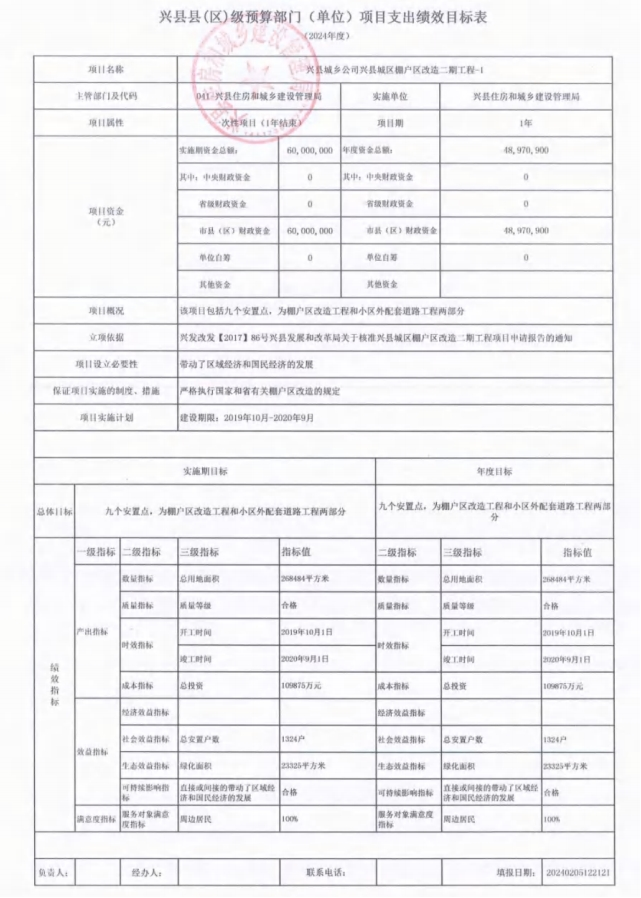 兴县县(区)级预算部门（单位）项目支出绩效目标表
（2024年度）
项目名称 兴县城乡公司兴县城区棚户区改造二期工程-1
主管部门及代码 041-兴县住房和城乡建设管理局 实施单位 兴县住房和城乡建设管理局
项目属性 一次性项目（1年结束） 项目期 1年
项目资金（元）
实施期资金总额： 60,000,000 年度资金总额： 48,970,900
其中：中央财政资金 0 其中：中央财政资金 0
省级财政资金 0 省级财政资金 0
市县（区）财政资金 60,000,000 市县（区）财政资金 48,970,900
单位自筹 0 单位自筹 0
其他资金 其他资金
项目概况 该项目包括九个安置点，为棚户区改造工程和小区外配套道路工程两部分
立项依据 兴发改发【2017】86号兴县发展和改革局关于核准兴县城区棚户区改造二期工程项目申请报告的通知
项目设立必要性 带动了区域经济和国民经济的发展
保证项目实施的制度、措施 严格执行国家和省有关棚户区改造的规定
项目实施计划 建设期限：2019年10月-2020年9月
实施期目标 年度目标
总体目标 九个安置点，为棚户区改造工程和小区外配套道路工程两部分 九个安置点，为棚户区改造工程和小区外配套道路工程两部分
绩效指标
一级指标 二级指标 三级指标 指标值 二级指标 三级指标 指标值
产出指标
数量指标 总用地面积 268484平方米 数量指标 总用地面积 268484平方米
质量指标 质量等级 合格 质量指标 质量等级 合格
时效指标 开工时间 2019年10月1日 时效指标 开工时间 2019年10月1日
竣工时间 2020年9月1日 竣工时间 2020年9月1日
成本指标 总投资 109875万元 成本指标 总投资 109875万元
效益指标
经济效益指标 经济效益指标
社会效益指标 总安置户数 1324户 社会效益指标 总安置户数 1324户
生态效益指标 绿化面积 23325平方米 生态效益指标 绿化面积 23325平方米
可持续影响指标 直接或间接的带动了区域经济和国民经济的发展 合格 可持续影响指标 直接或间接的带动了区域经济和国民经济的发展 合格
满意度指标 服务对象满意度指标 周边居民 100% 服务对象满意度指标 周边居民 100%
负责人： 经办人： 联系电话： 填报日期： 20240205122121